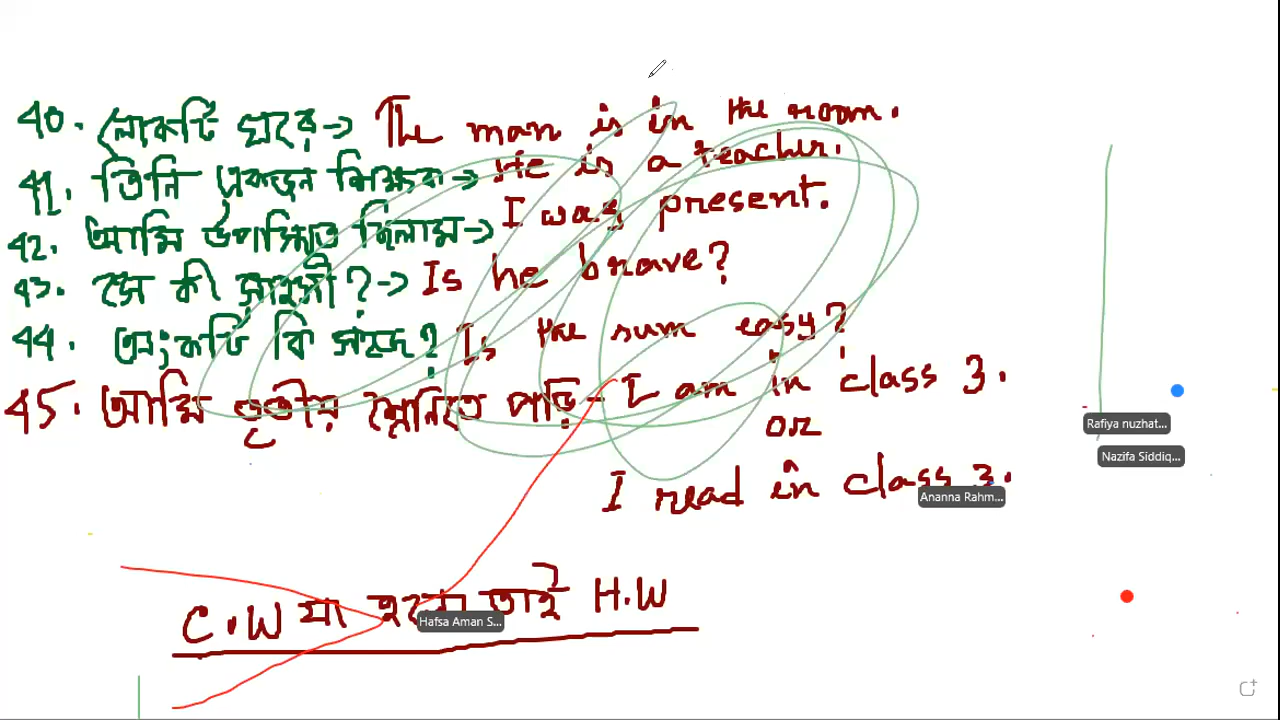 40. লোকটি ঘরে -> The man is in the room.
41. তিনি একজন শিক্ষক -> He is a teacher.
42. আমি উপস্থিত ছিলাম -> I was present.
43. সে কী সাহসী? -> Is he brave?
44. অংকটি কি সহজ? Is the sum easy?
45. আমি তৃতীয় শ্রেনিতে পড়ি - I am in class 3.
or
I read in class 3.
C.W যা তাই H.W
Rafiya nuzhat...
Nazifa Siddiq...
Ananna Rahm...
Hafsa Aman S...